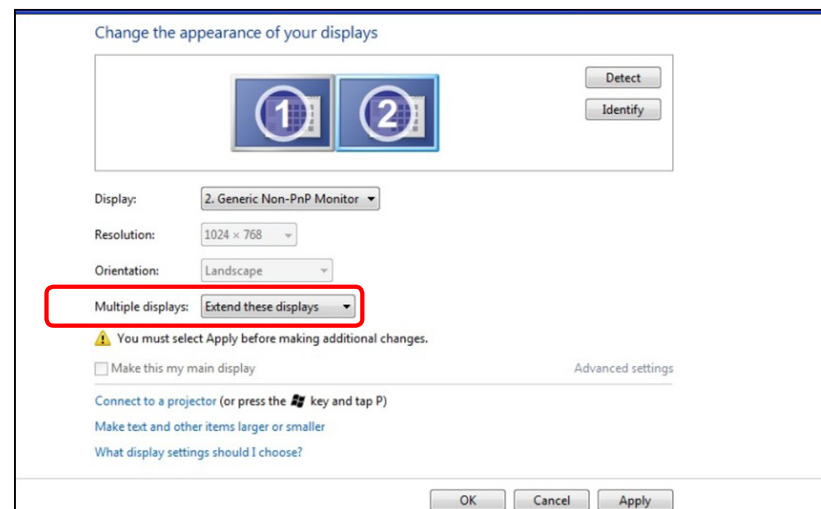 Change the appearance of your displays
Detect
1 2
Identify
Display: 2. Generic Non-PnP Monitor
Resolution: 1024 × 768
Orientation: Landscape
Multiple displays: Extend these displays
You must select Apply before making additional changes.
Make this my main display Advanced settings
Connect to a projector (or press the key and tap P)
Make text and other items larger or smaller
What display settings should I choose?
OK Cancel Apply